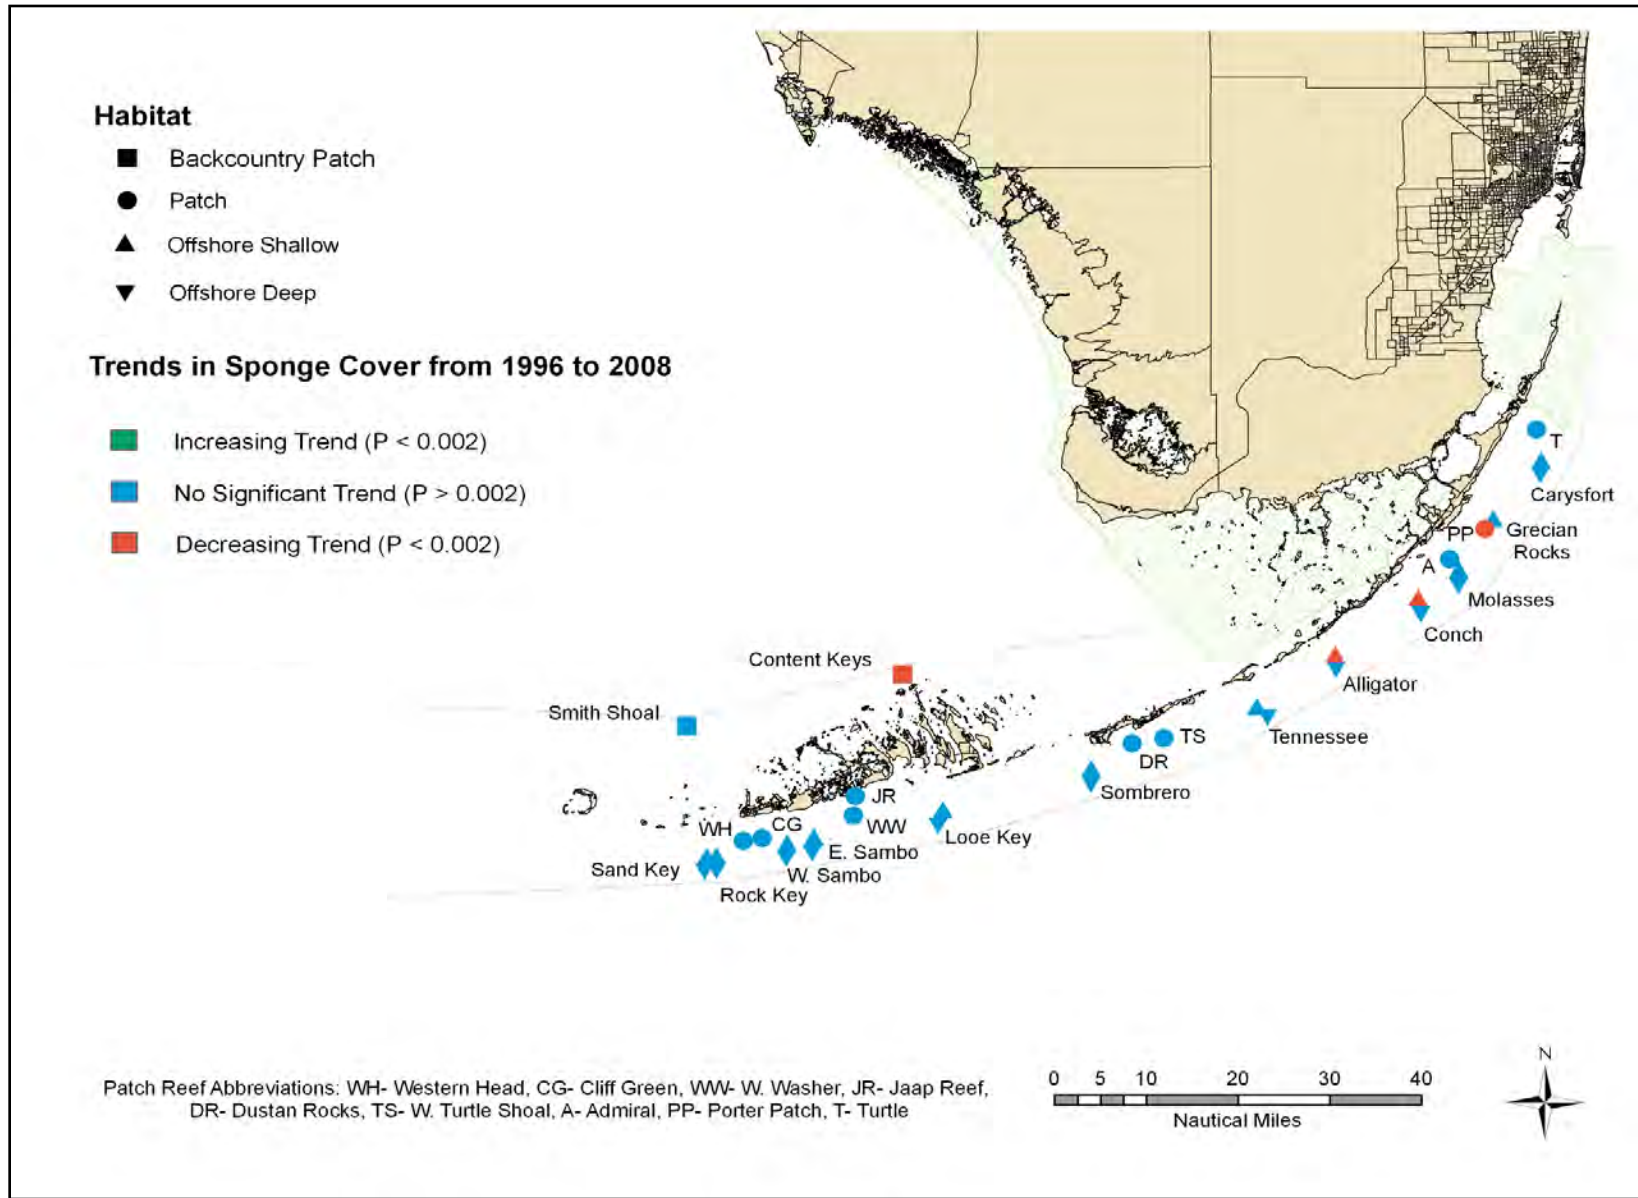 Habitat
Backcountry Patch
Patch
Offshore Shallow
Offshore Deep
Trends in Sponge Cover from 1996 to 2008
Increasing Trend (P < 0.002)
No Significant Trend (P > 0.002)
Decreasing Trend (P < 0.002)
T
Carysfort
PP
Grecian
Rocks
A
Molasses
Conch
Content Keys
Alligator
Smith Shoal
Tennessee
TS
DR
Sombrero
JR
WH
CG
WW
Looe Key
E. Sambo
Sand Key
W. Sambo
Rock Key
N
0 5 10 20 30 40
Nautical Miles
Patch Reef Abbreviations: WH- Western Head, CG- Cliff Green, WW- W. Washer, JR- Jaap Reef,
DR- Dustan Rocks, TS- W. Turtle Shoal, A- Admiral, PP- Porter Patch, T- Turtle